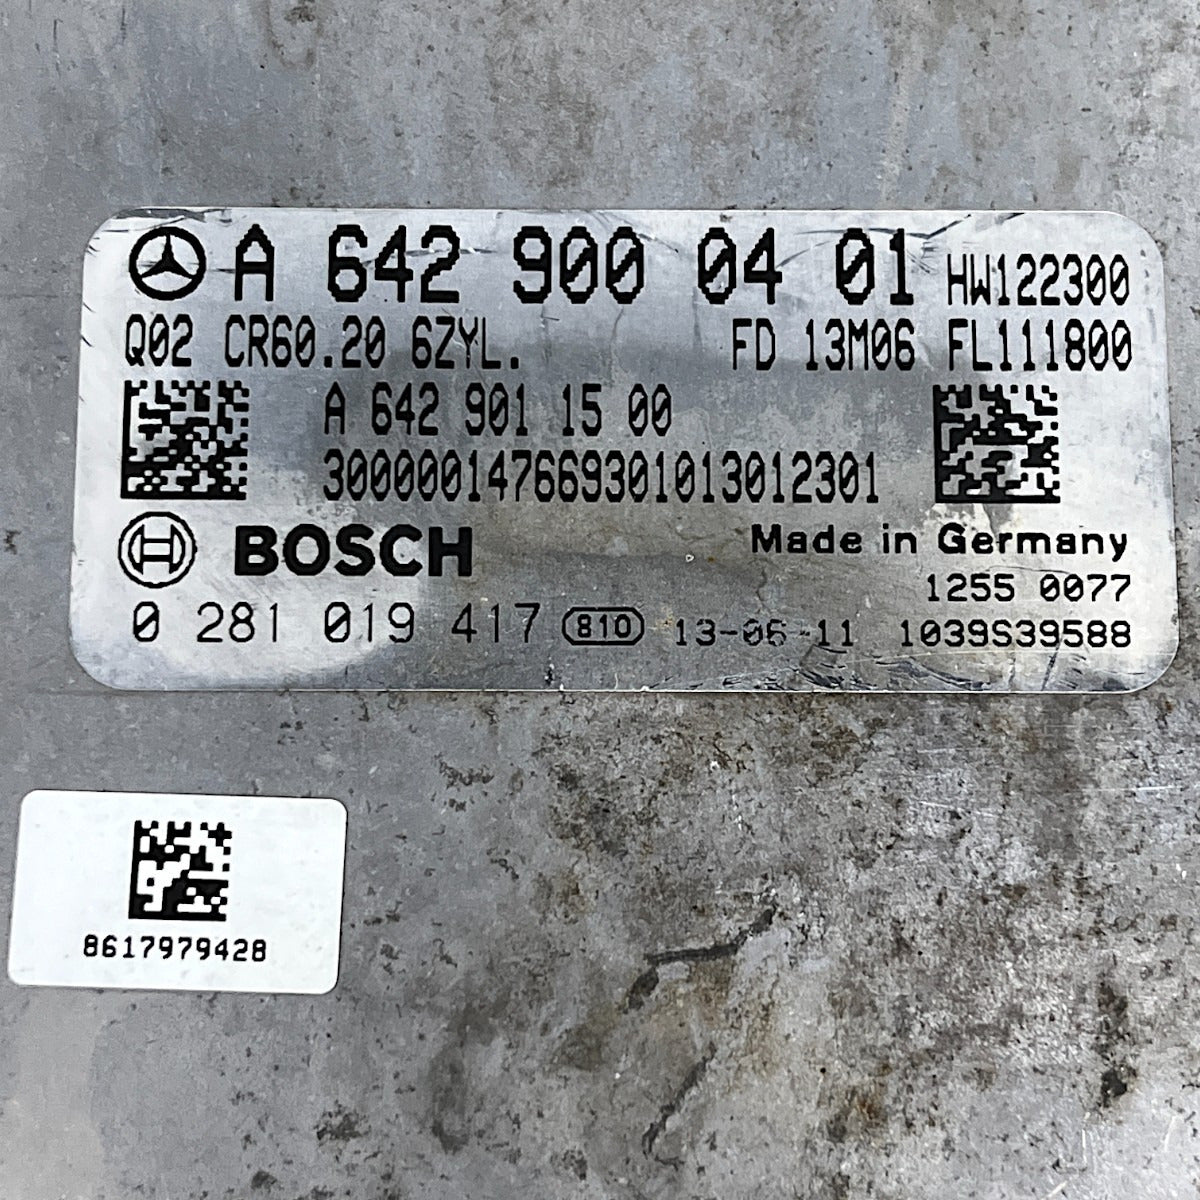 A 642 900 04 01 HW122300
Q02 CR60.20 6ZYL. FD 13M06 FL111800
A 642 901 15 00
300000147669301013012301
BOSCH Made in Germany
1255 0077
0 281 019 417 810 13-06-11 1039S39588
8617979428